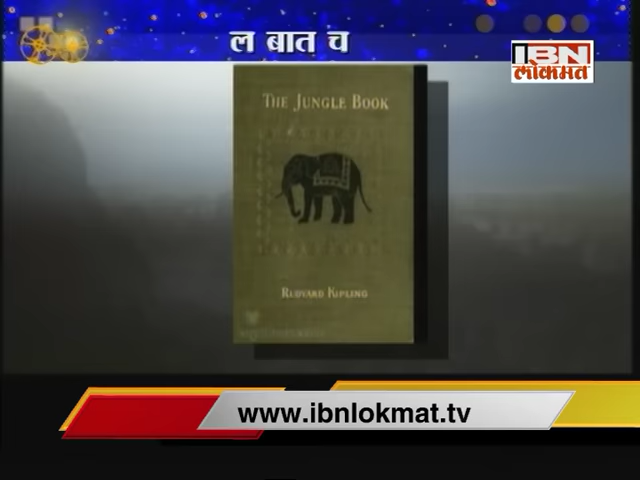 ल बात च
IBN
लोकमत
THE JUNGLE BOOK
RUDYARD KIPLING
www.ibnlokmat.tv